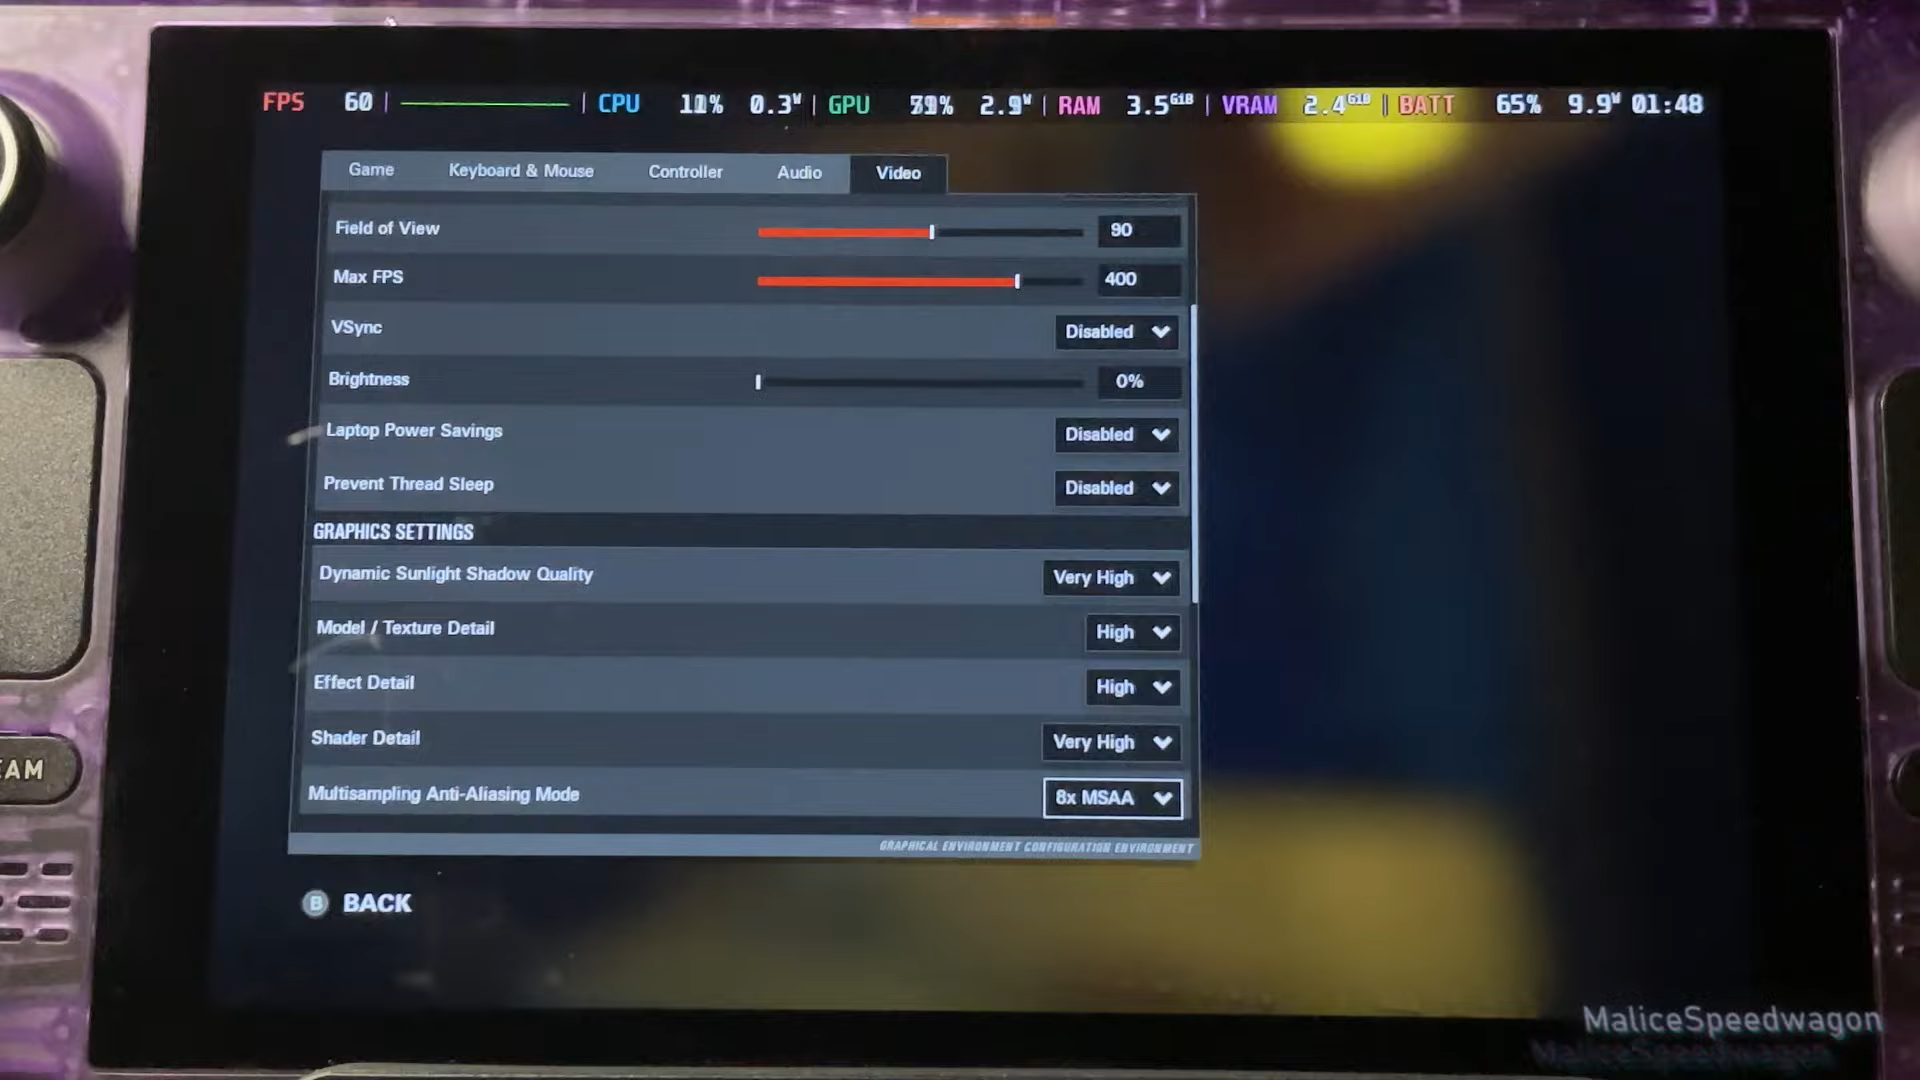 FPS 60 | CPU 11% 0.3W | GPU % 2.9W | RAM 3.5GiB | VRAM 2.4GiB || BATT 65% 9.9W 01:48
Game Keyboard & Mouse Controller Audio Video
Field of View 90
Max FPS 400
VSync Disabled
Brightness 0%
Laptop Power Savings Disabled
Prevent Thread Sleep Disabled
GRAPHICS SETTINGS
Dynamic Sunlight Shadow Quality Very High
Model / Texture Detail High
Effect Detail High
Shader Detail Very High
Multisampling Anti-Aliasing Mode 8x MSAA
GRAPHICAL ENVIRONMENT CONFIGURATION ENVIRONMENT
B BACK
EAM
MaliceSpeedwagon
MaliceSpeedwagon